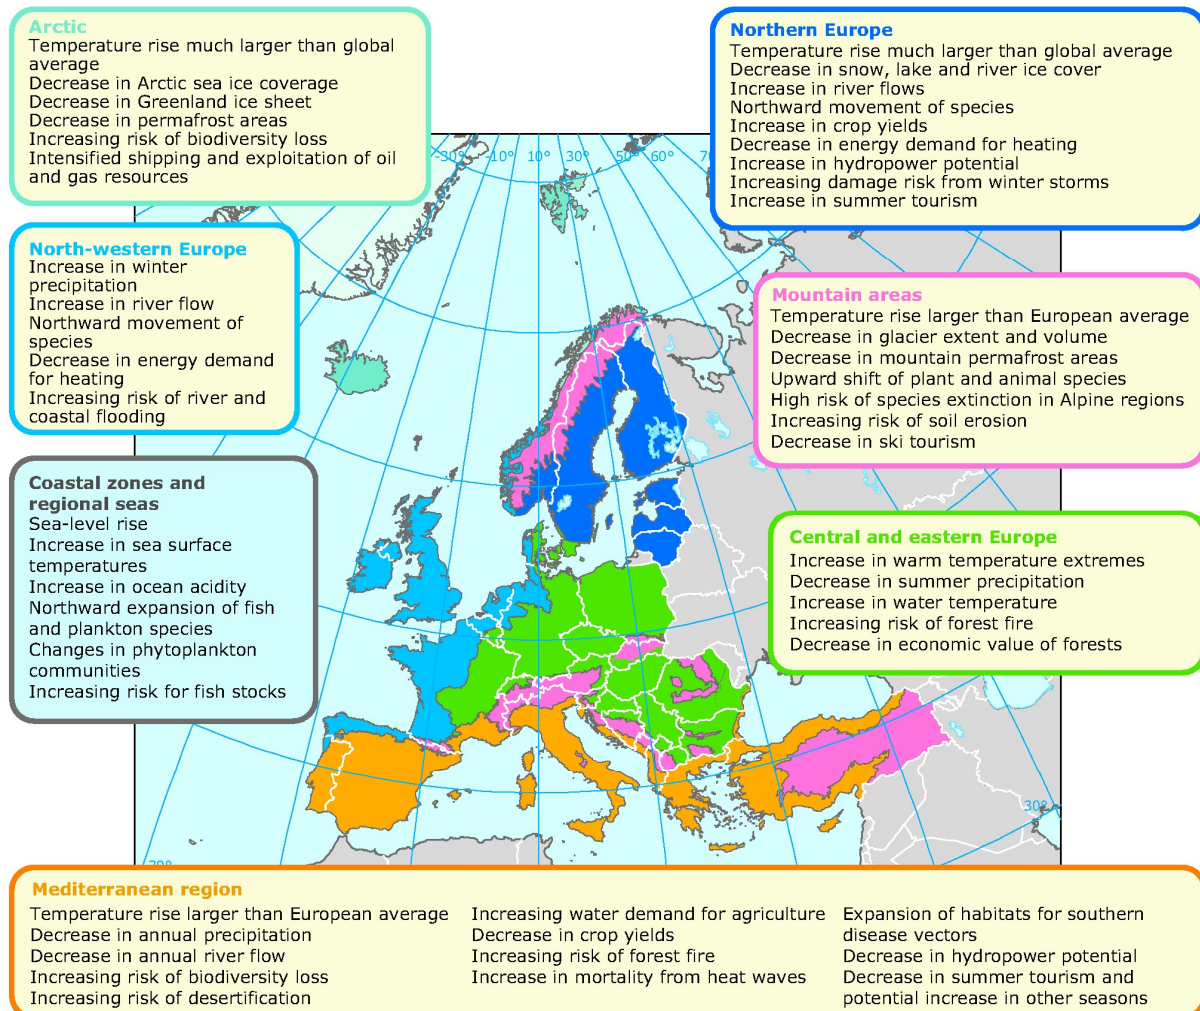 Arctic
Temperature rise much larger than global
average
Decrease in Arctic sea ice coverage
Decrease in Greenland ice sheet
Decrease in permafrost areas
Increasing risk of biodiversity loss
Intensified shipping and exploitation of oil
and gas resources
Northern Europe
Temperature rise much larger than global average
Decrease in snow, lake and river ice cover
Increase in river flows
Northward movement of species
Increase in crop yields
Decrease in energy demand for heating
Increase in hydropower potential
Increasing damage risk from winter storms
Increase in summer tourism
-30° -10° 10° 30° 50° 60°
North-western Europe
Increase in winter
precipitation
Increase in river flow
Northward movement of
species
Decrease in energy demand
for heating
Increasing risk of river and
coastal flooding
Mountain areas
Temperature rise larger than European average
Decrease in glacier extent and volume
Decrease in mountain permafrost areas
Upward shift of plant and animal species
High risk of species extinction in Alpine regions
Increasing risk of soil erosion
Decrease in ski tourism
Coastal zones and
regional seas
Sea-level rise
Increase in sea surface
temperatures
Increase in ocean acidity
Northward expansion of fish
and plankton species
Changes in phytoplankton
communities
Increasing risk for fish stocks
Central and eastern Europe
Increase in warm temperature extremes
Decrease in summer precipitation
Increase in water temperature
Increasing risk of forest fire
Decrease in economic value of forests
30°
Mediterranean region
Temperature rise larger than European average
Decrease in annual precipitation
Decrease in annual river flow
Increasing risk of biodiversity loss
Increasing risk of desertification
Increasing water demand for agriculture
Decrease in crop yields
Increasing risk of forest fire
Increase in mortality from heat waves
Expansion of habitats for southern
disease vectors
Decrease in hydropower potential
Decrease in summer tourism and
potential increase in other seasons